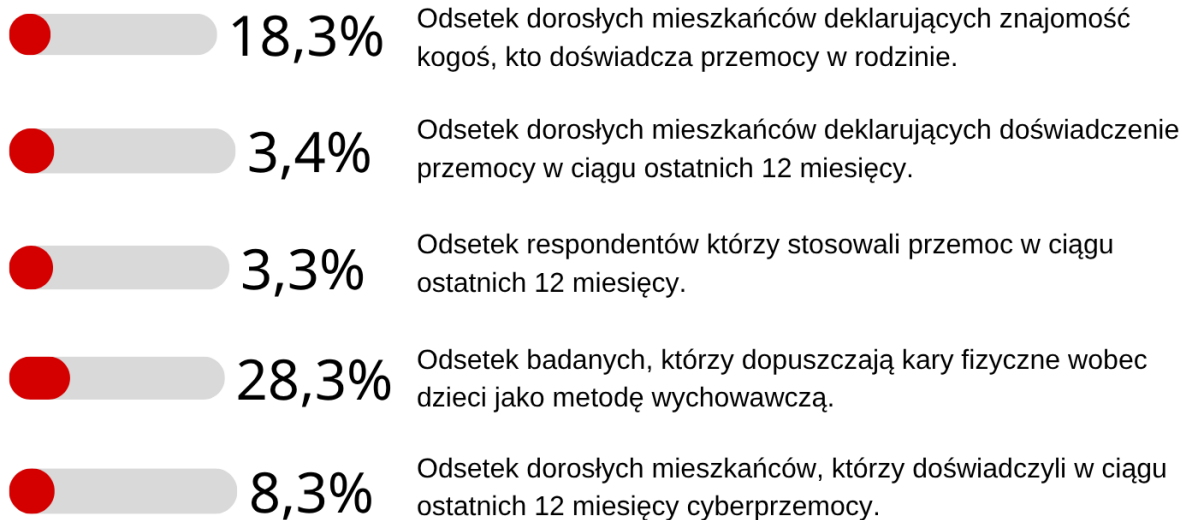 18,3%
Odsetek dorosłych mieszkańców deklarujących znajomość
kogoś, kto doświadcza przemocy w rodzinie.
3,4%
Odsetek dorosłych mieszkańców deklarujących doświadczenie
przemocy w ciągu ostatnich 12 miesięcy.
3,3%
Odsetek respondentów którzy stosowali przemoc w ciągu
ostatnich 12 miesięcy.
28,3%
Odsetek badanych, którzy dopuszczają kary fizyczne wobec
dzieci jako metodę wychowawczą.
8,3%
Odsetek dorosłych mieszkańców, którzy doświadczyli w ciągu
ostatnich 12 miesięcy cyberprzemocy.